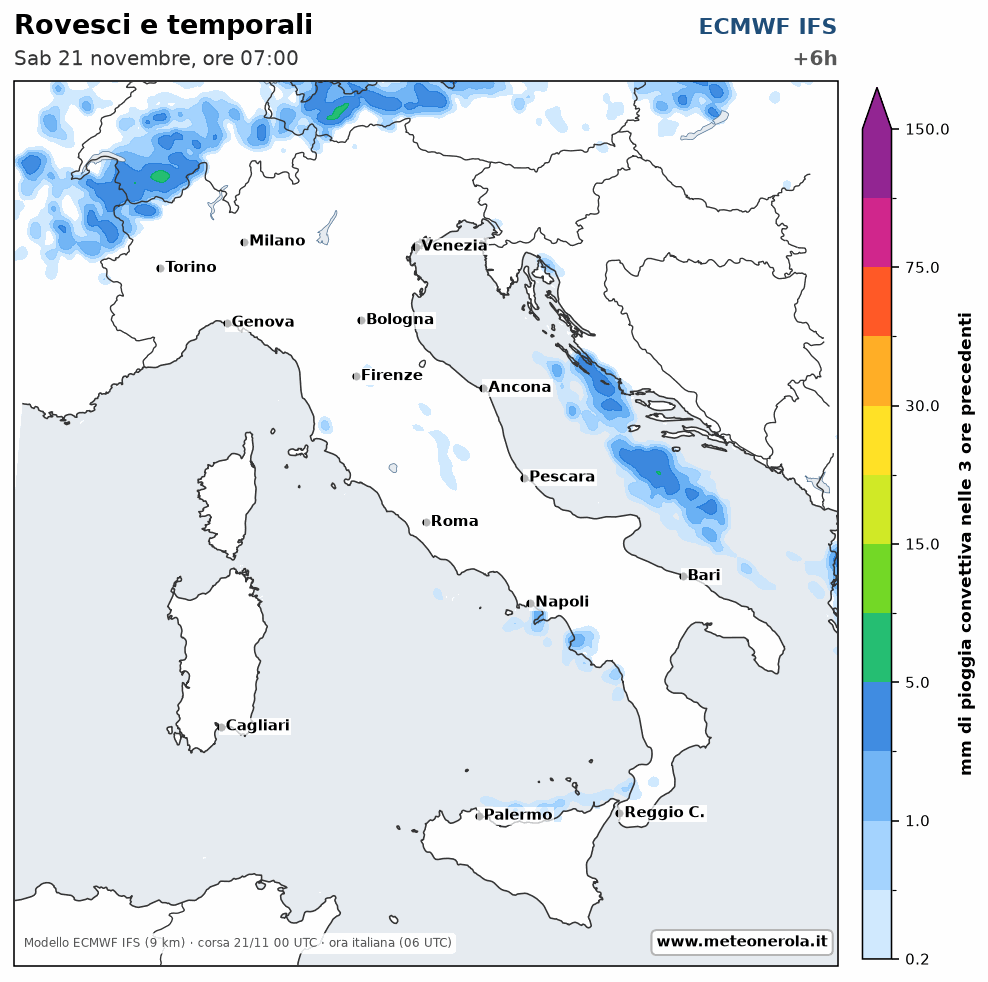 Rovesci e temporali
ECMWF IFS
Sab 21 novembre, ore 07:00
+6h
Milano
Venezia
Torino
Genova
Bologna
Firenze
Ancona
Pescara
Roma
Bari
Napoli
Cagliari
Palermo
Reggio C.
150.0
75.0
30.0
15.0
5.0
1.0
0.2
mm di pioggia convettiva nelle 3 ore precedenti
Modello ECMWF IFS (9 km) · corsa 21/11 00 UTC · ora italiana (06 UTC)
www.meteonerola.it